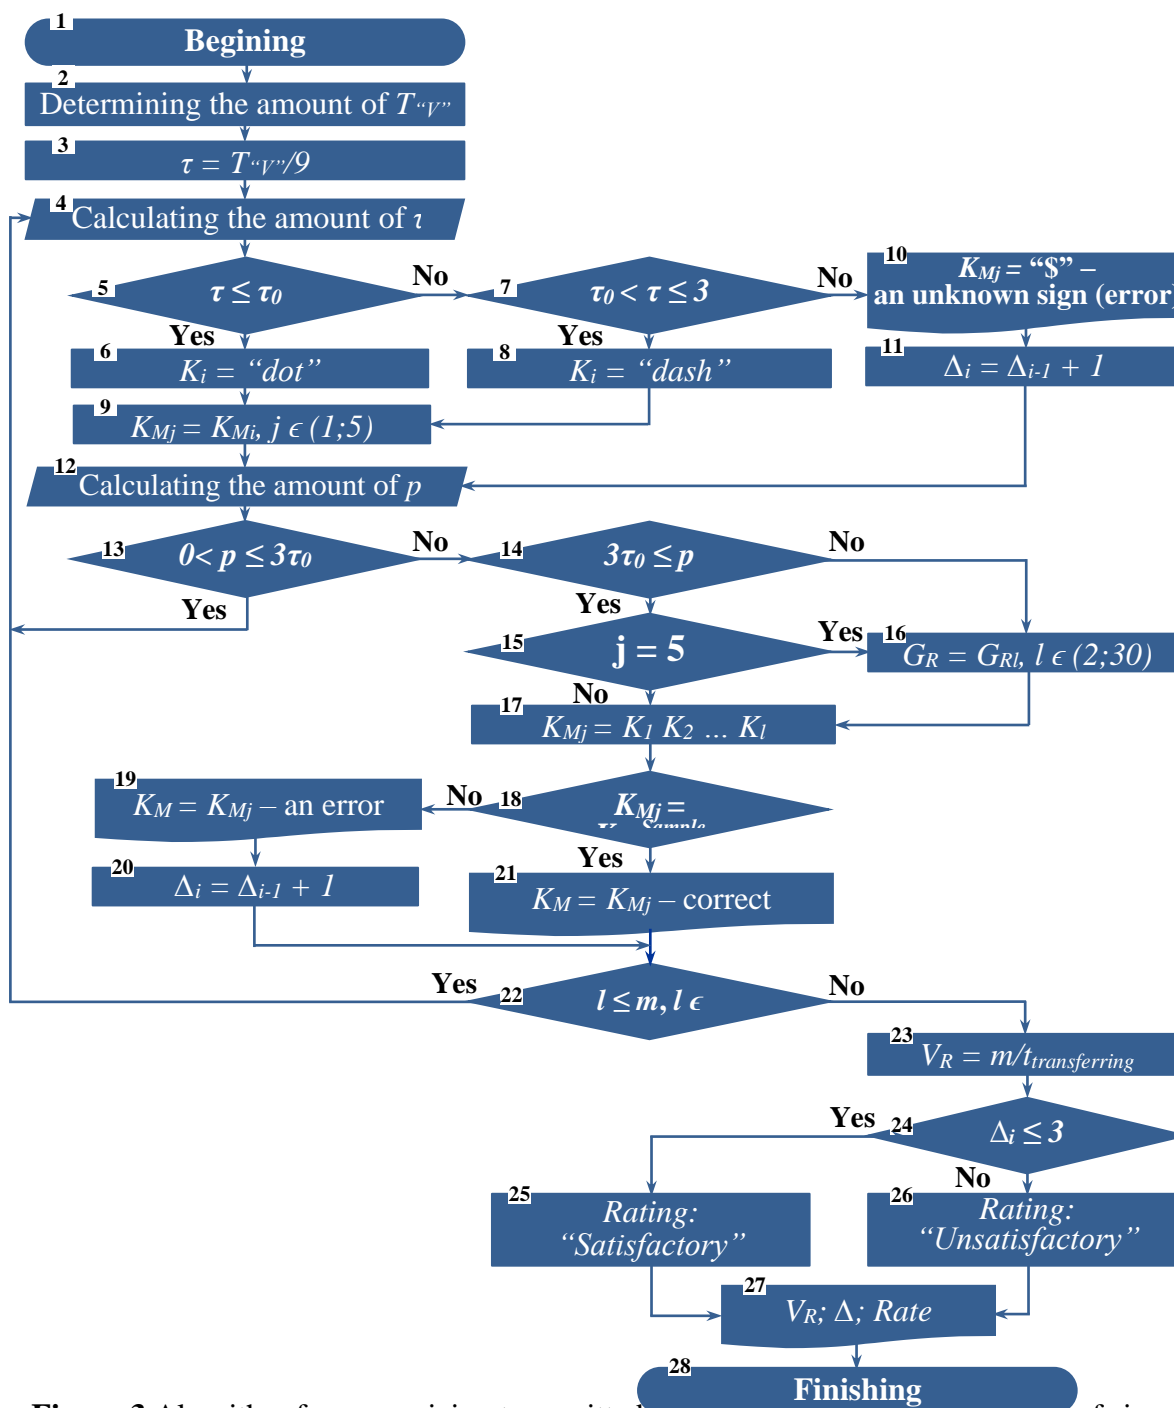 1
Begining
2
Determining the amount of T“V”
3
τ = T“V”/9
4
Calculating the amount of τ
5
τ ≤ τ0
No
Yes
6
Ki = “dot”
7
τ0 < τ ≤ 3
No
Yes
8
Ki = “dash”
9
KMj = KMi, j ϵ (1;5)
10
KMj = “$” –
an unknown sign (error)
11
Δi = Δi-1 + 1
12
Calculating the amount of p
13
0< p ≤ 3τ0
No
Yes
14
3τ0 ≤ p
No
Yes
15
j = 5
Yes
No
16
GR = GRl, l ϵ (2;30)
17
KMj = K1 K2 ... Kl
18
KMj =
Sample
No
Yes
19
KM = KMj – an error
20
Δi = Δi-1 + 1
21
KM = KMj – correct
22
l ≤ m, l ϵ
Yes
No
23
VR = m/ttransferring
24
Δi ≤ 3
Yes
No
25
Rating:
“Satisfactory”
26
Rating:
“Unsatisfactory”
27
VR; Δ; Rate
28
Finishing